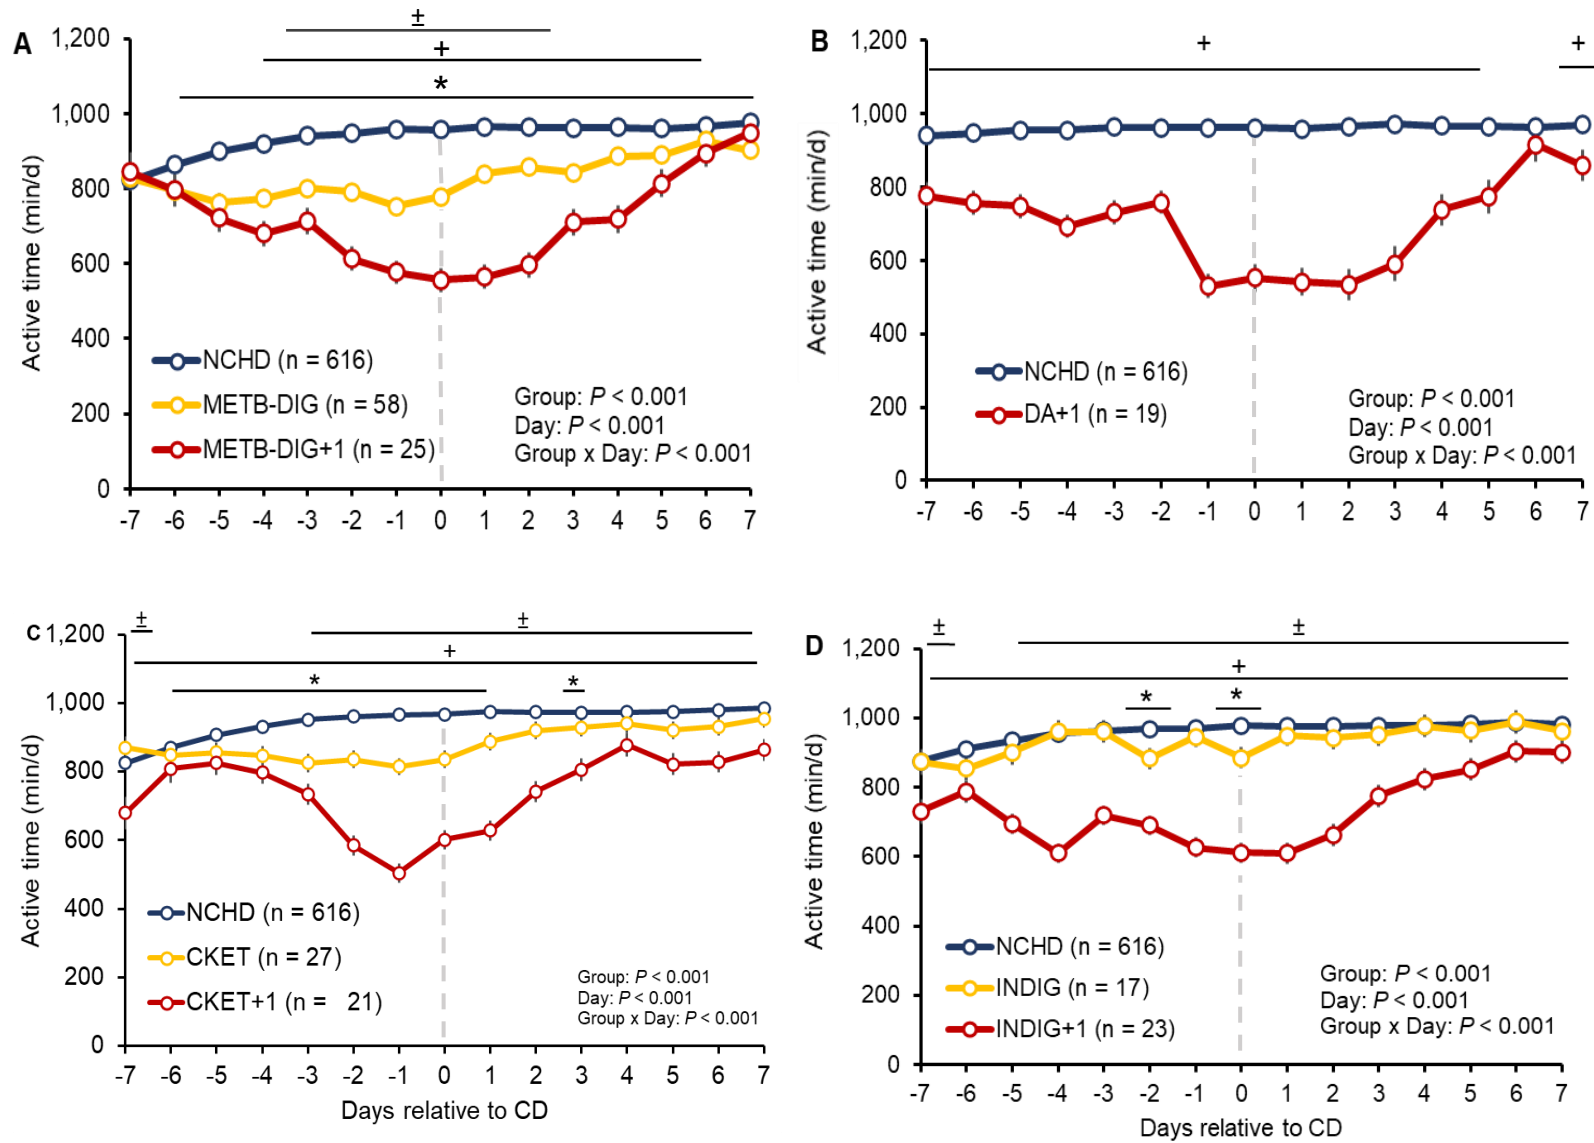 A
±
+
*
1,200
1,000
800
600
400
200
0
Active time (min/d)
NCHD (n = 616)
METB-DIG (n = 58)
METB-DIG+1 (n = 25)
Group: P < 0.001
Day: P < 0.001
Group x Day: P < 0.001
-7 -6 -5 -4 -3 -2 -1 0 1 2 3 4 5 6 7
B
+ +
1,200
1,000
800
600
400
200
0
Active time (min/d)
NCHD (n = 616)
DA+1 (n = 19)
Group: P < 0.001
Day: P < 0.001
Group x Day: P < 0.001
-7 -6 -5 -4 -3 -2 -1 0 1 2 3 4 5 6 7
C
± ±
+
* *
1,200
1,000
800
600
400
200
0
Active time (min/d)
NCHD (n = 616)
CKET (n = 27)
CKET+1 (n = 21)
Group: P < 0.001
Day: P < 0.001
Group x Day: P < 0.001
-7 -6 -5 -4 -3 -2 -1 0 1 2 3 4 5 6 7
Days relative to CD
D
± ±
+
* *
1,200
1,000
800
600
400
200
0
Active time (min/d)
NCHD (n = 616)
INDIG (n = 17)
INDIG+1 (n = 23)
Group: P < 0.001
Day: P < 0.001
Group x Day: P < 0.001
-7 -6 -5 -4 -3 -2 -1 0 1 2 3 4 5 6 7
Days relative to CD